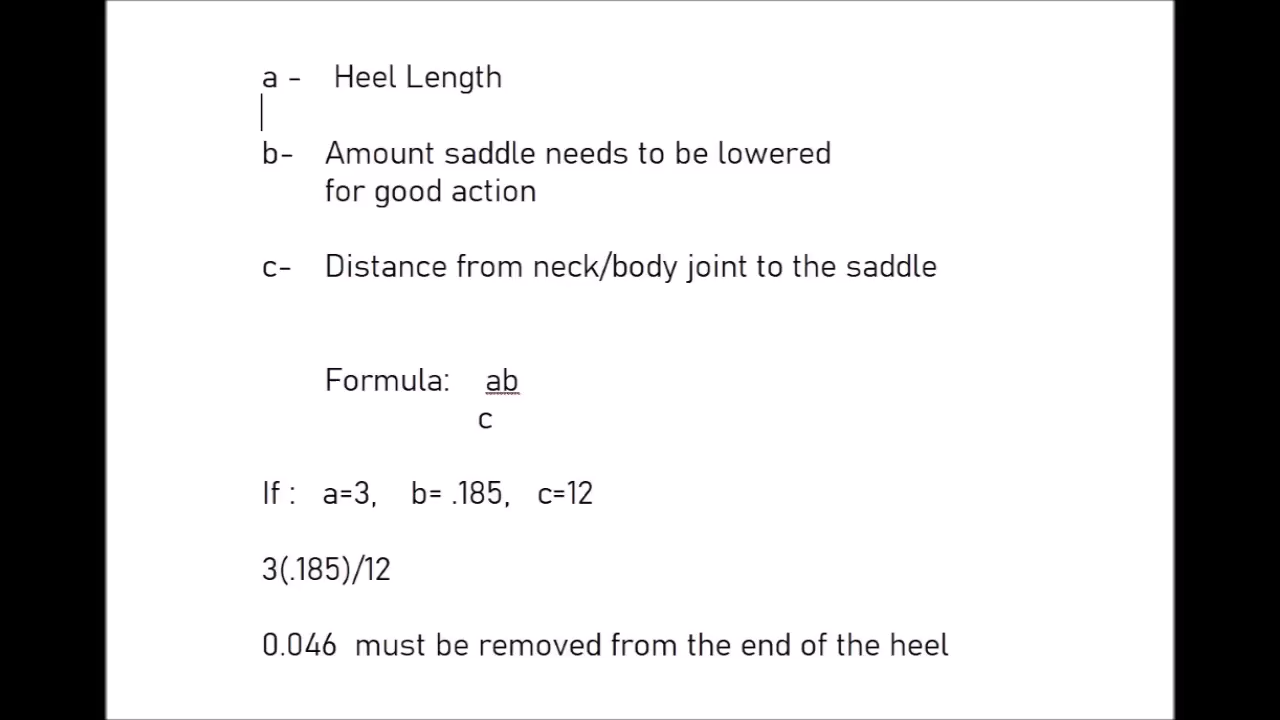 a - Heel Length
b- Amount saddle needs to be lowered
for good action
c- Distance from neck/body joint to the saddle
Formula: ab
c
If : a=3, b= .185, c=12
3(.185)/12
0.046 must be removed from the end of the heel